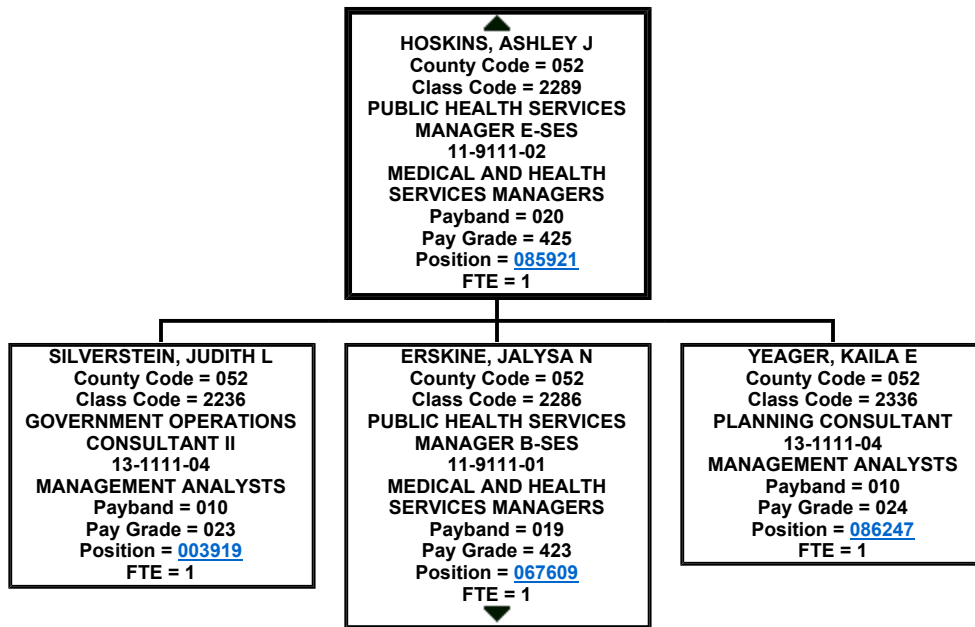 HOSKINS, ASHLEY J
County Code = 052
Class Code = 2289
PUBLIC HEALTH SERVICES
MANAGER E-SES
11-9111-02
MEDICAL AND HEALTH
SERVICES MANAGERS
Payband = 020
Pay Grade = 425
Position = 085921
FTE = 1
SILVERSTEIN, JUDITH L
County Code = 052
Class Code = 2236
GOVERNMENT OPERATIONS
CONSULTANT II
13-1111-04
MANAGEMENT ANALYSTS
Payband = 010
Pay Grade = 023
Position = 003919
FTE = 1
ERSKINE, JALYSA N
County Code = 052
Class Code = 2286
PUBLIC HEALTH SERVICES
MANAGER B-SES
11-9111-01
MEDICAL AND HEALTH
SERVICES MANAGERS
Payband = 019
Pay Grade = 423
Position = 067609
FTE = 1
YEAGER, KAILA E
County Code = 052
Class Code = 2336
PLANNING CONSULTANT
13-1111-04
MANAGEMENT ANALYSTS
Payband = 010
Pay Grade = 024
Position = 086247
FTE = 1